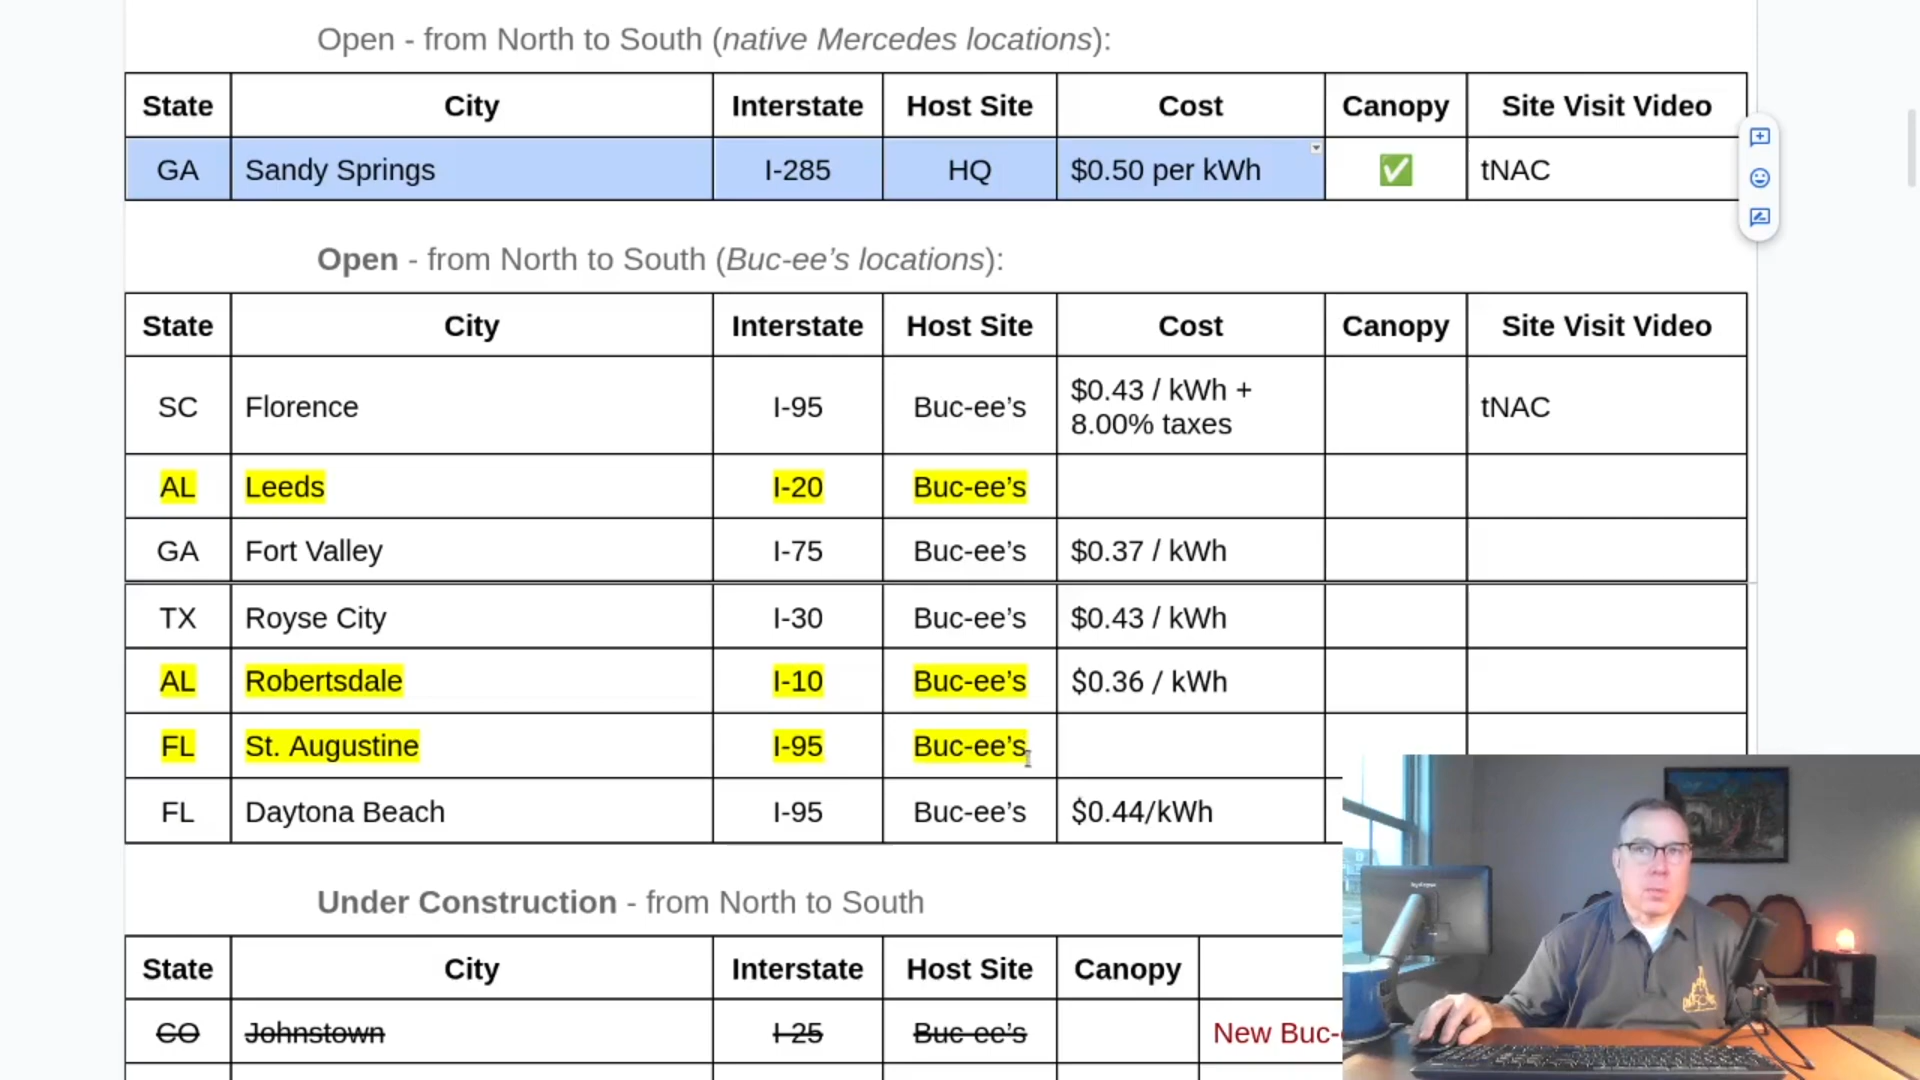 Open - from North to South (native Mercedes locations):
State City Interstate Host Site Cost Canopy Site Visit Video
GA Sandy Springs I-285 HQ $0.50 per kWh ✅ tNAC
Open - from North to South (Buc-ee’s locations):
State City Interstate Host Site Cost Canopy Site Visit Video
SC Florence I-95 Buc-ee’s $0.43 / kWh +
8.00% taxes tNAC
AL Leeds I-20 Buc-ee’s
GA Fort Valley I-75 Buc-ee’s $0.37 / kWh
TX Royse City I-30 Buc-ee’s $0.43 / kWh
AL Robertsdale I-10 Buc-ee’s $0.36 / kWh
FL St. Augustine I-95 Buc-ee’s
FL Daytona Beach I-95 Buc-ee’s $0.44/kWh
Under Construction - from North to South
State City Interstate Host Site Canopy
CO Johnstown I-25 Buc-ee’s New Buc-